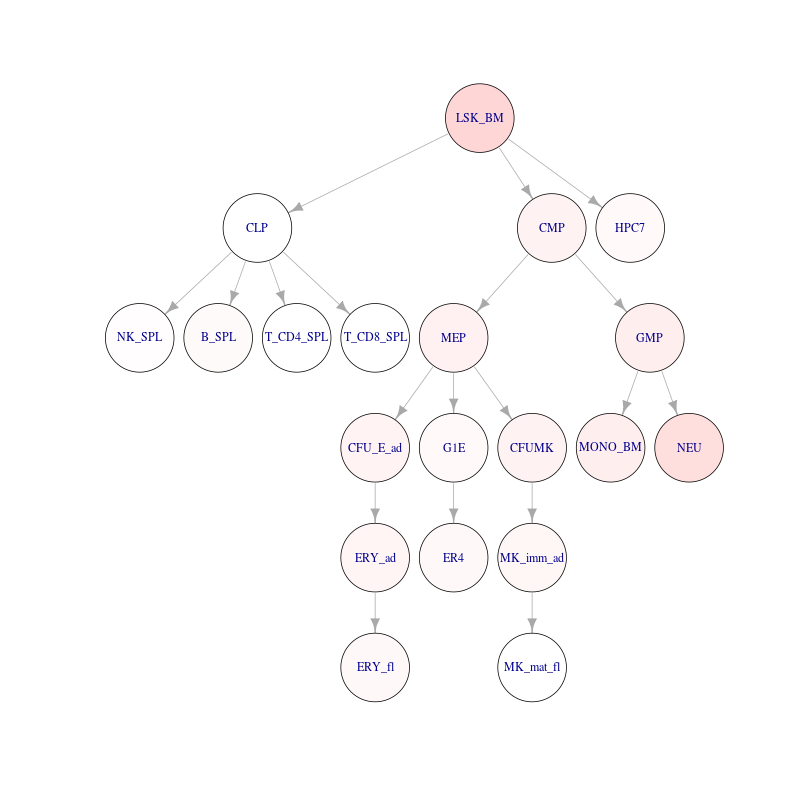 LSK_BM
CLP
CMP
HPC7
NK_SPL
B_SPL
T_CD4_SPL
T_CD8_SPL
MEP
GMP
CFU_E_ad
G1E
CFUMK
MONO_BM
NEU
ERY_ad
ER4
MK_imm_ad
ERY_fl
MK_mat_fl